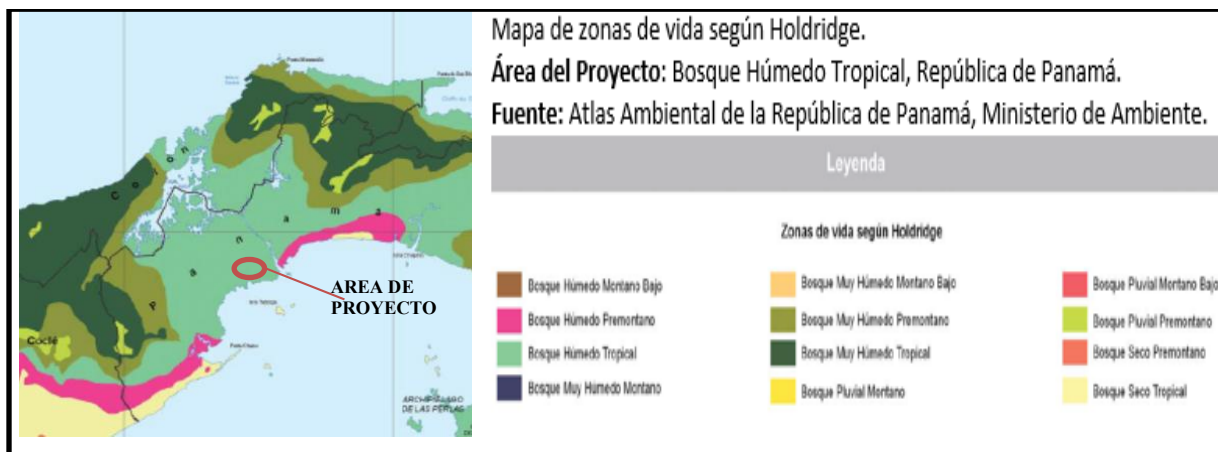 Mapa de zonas de vida según Holdridge.
Área del Proyecto: Bosque Húmedo Tropical, República de Panamá.
Fuente: Atlas Ambiental de la República de Panamá, Ministerio de Ambiente.
Leyenda
Zonas de vida según Holdridge
Bosque Húmedo Montano Bajo
Bosque Húmedo Premontano
Bosque Húmedo Tropical
Bosque Muy Húmedo Montano
Bosque Muy Húmedo Montano Bajo
Bosque Muy Húmedo Premontano
Bosque Muy Húmedo Tropical
Bosque Pluvial Montano
Bosque Pluvial Montano Bajo
Bosque Pluvial Premontano
Bosque Seco Premontano
Bosque Seco Tropical
Colón
Panamá
Coclé
AREA DE
PROYECTO
ARCHIPIÉLAGO
DE LAS PERLAS